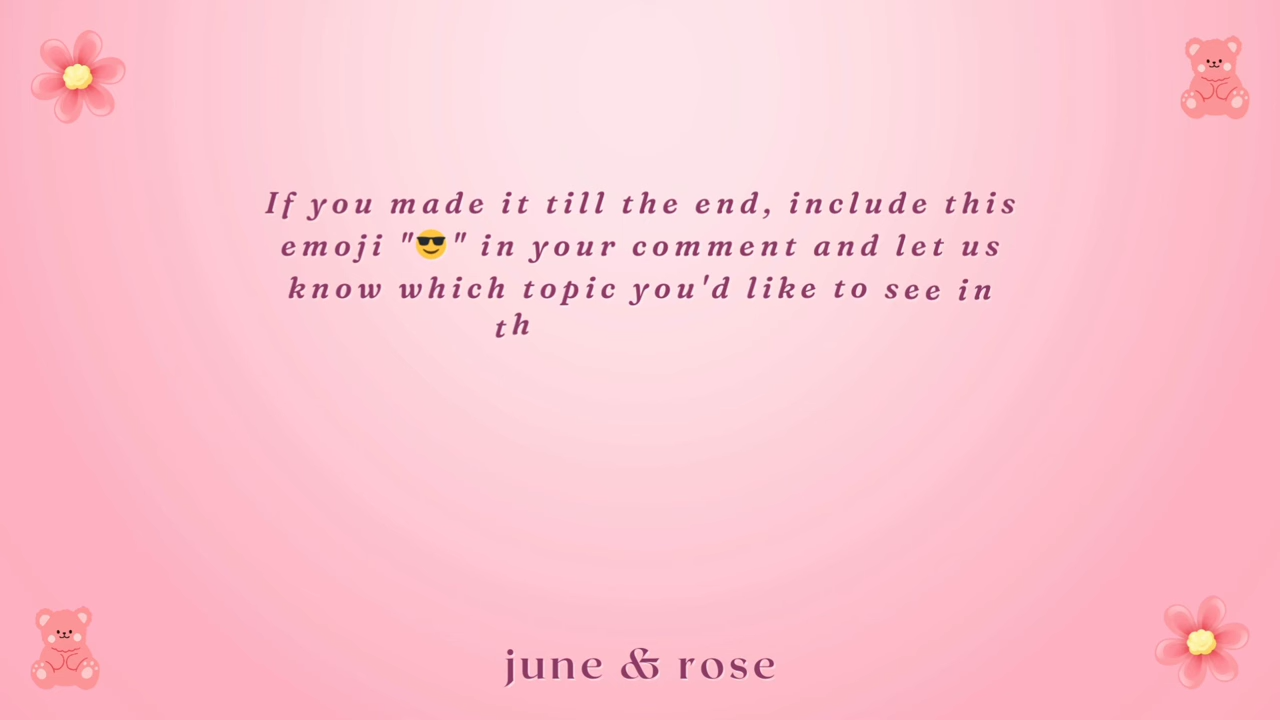 If you made it till the end, include this
emoji "😎" in your comment and let us
know which topic you'd like to see in
th
june & rose